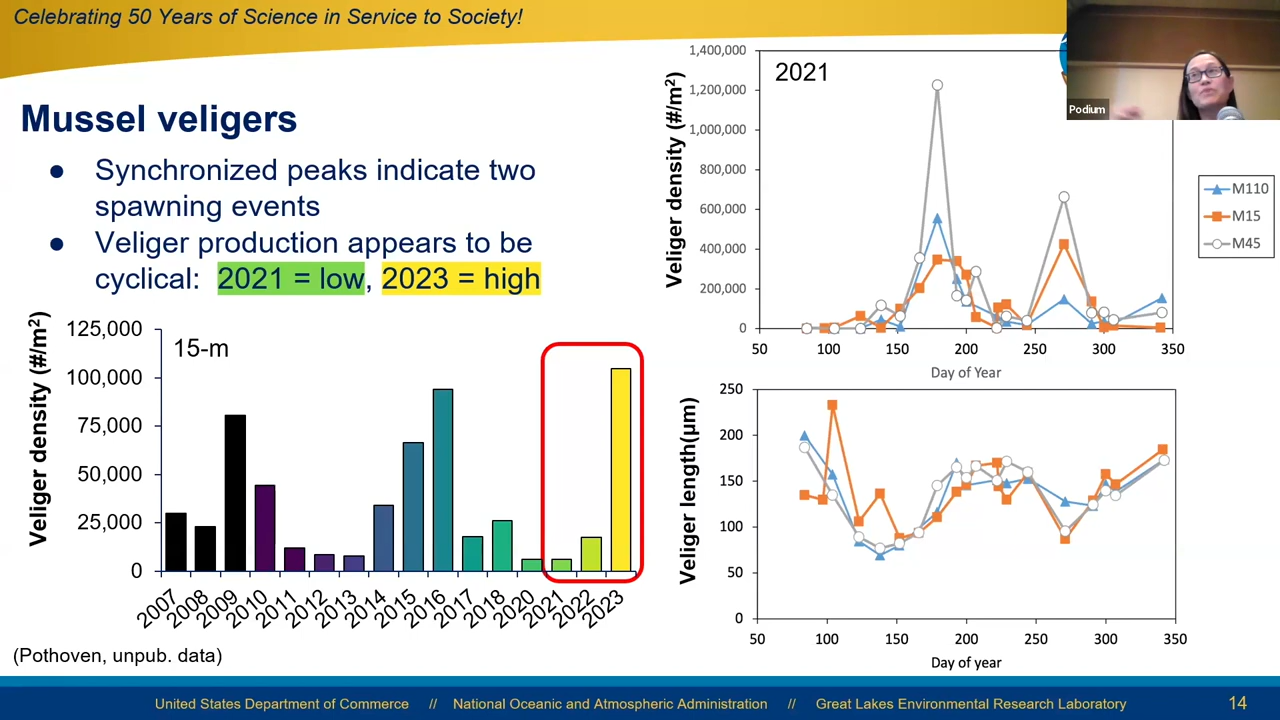 Celebrating 50 Years of Science in Service to Society!
Podium
Mussel veligers
● Synchronized peaks indicate two
spawning events
● Veliger production appears to be
cyclical: 2021 = low, 2023 = high
Veliger density (#/m²)
125,000
100,000
75,000
50,000
25,000
0
15-m
2007 2008 2009 2010 2011 2012 2013 2014 2015 2016 2017 2018 2020 2021 2022 2023
(Pothoven, unpub. data)
Veliger density (#/m²)
1,400,000
1,200,000
1,000,000
800,000
600,000
400,000
200,000
0
2021
50 100 150 200 250 300 350
Day of Year
M110
M15
M45
Veliger length(µm)
250
200
150
100
50
0
50 100 150 200 250 300 350
Day of year
United States Department of Commerce // National Oceanic and Atmospheric Administration // Great Lakes Environmental Research Laboratory 14